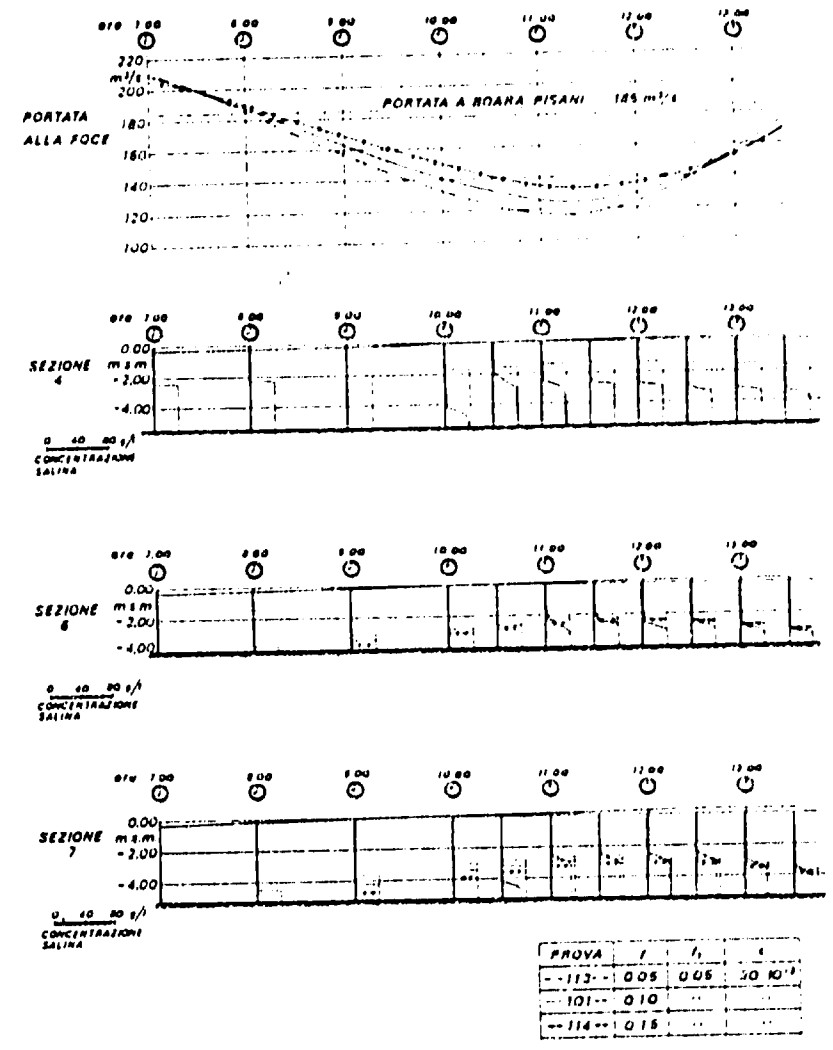 ore 7.00 8.00 9.00 10.00 11.00 12.00 13.00
220
m³/s
200
180
160
140
120
100
PORTATA
ALLA FOCE
PORTATA A BOARA PISANI 145 m³/s
ore 7.00 8.00 9.00 10.00 11.00 12.00 13.00
SEZIONE
4
0.00
m s m
-2,00
-4,00
0 40 80 g/l
CONCENTRAZIONE
SALINA
ore 7.00 8.00 9.00 10.00 11.00 12.00 13.00
SEZIONE
6
0.00
m s m
-2,00
-4,00
0 40 80 g/l
CONCENTRAZIONE
SALINA
ore 7.00 8.00 9.00 10.00 11.00 12.00 13.00
SEZIONE
7
0.00
m s.m
-2,00
-4,00
0 40 80 g/l
CONCENTRAZIONE
SALINA
PROVA f
113 0.05 0.05
101 0.10 " "
114 0.15 " "